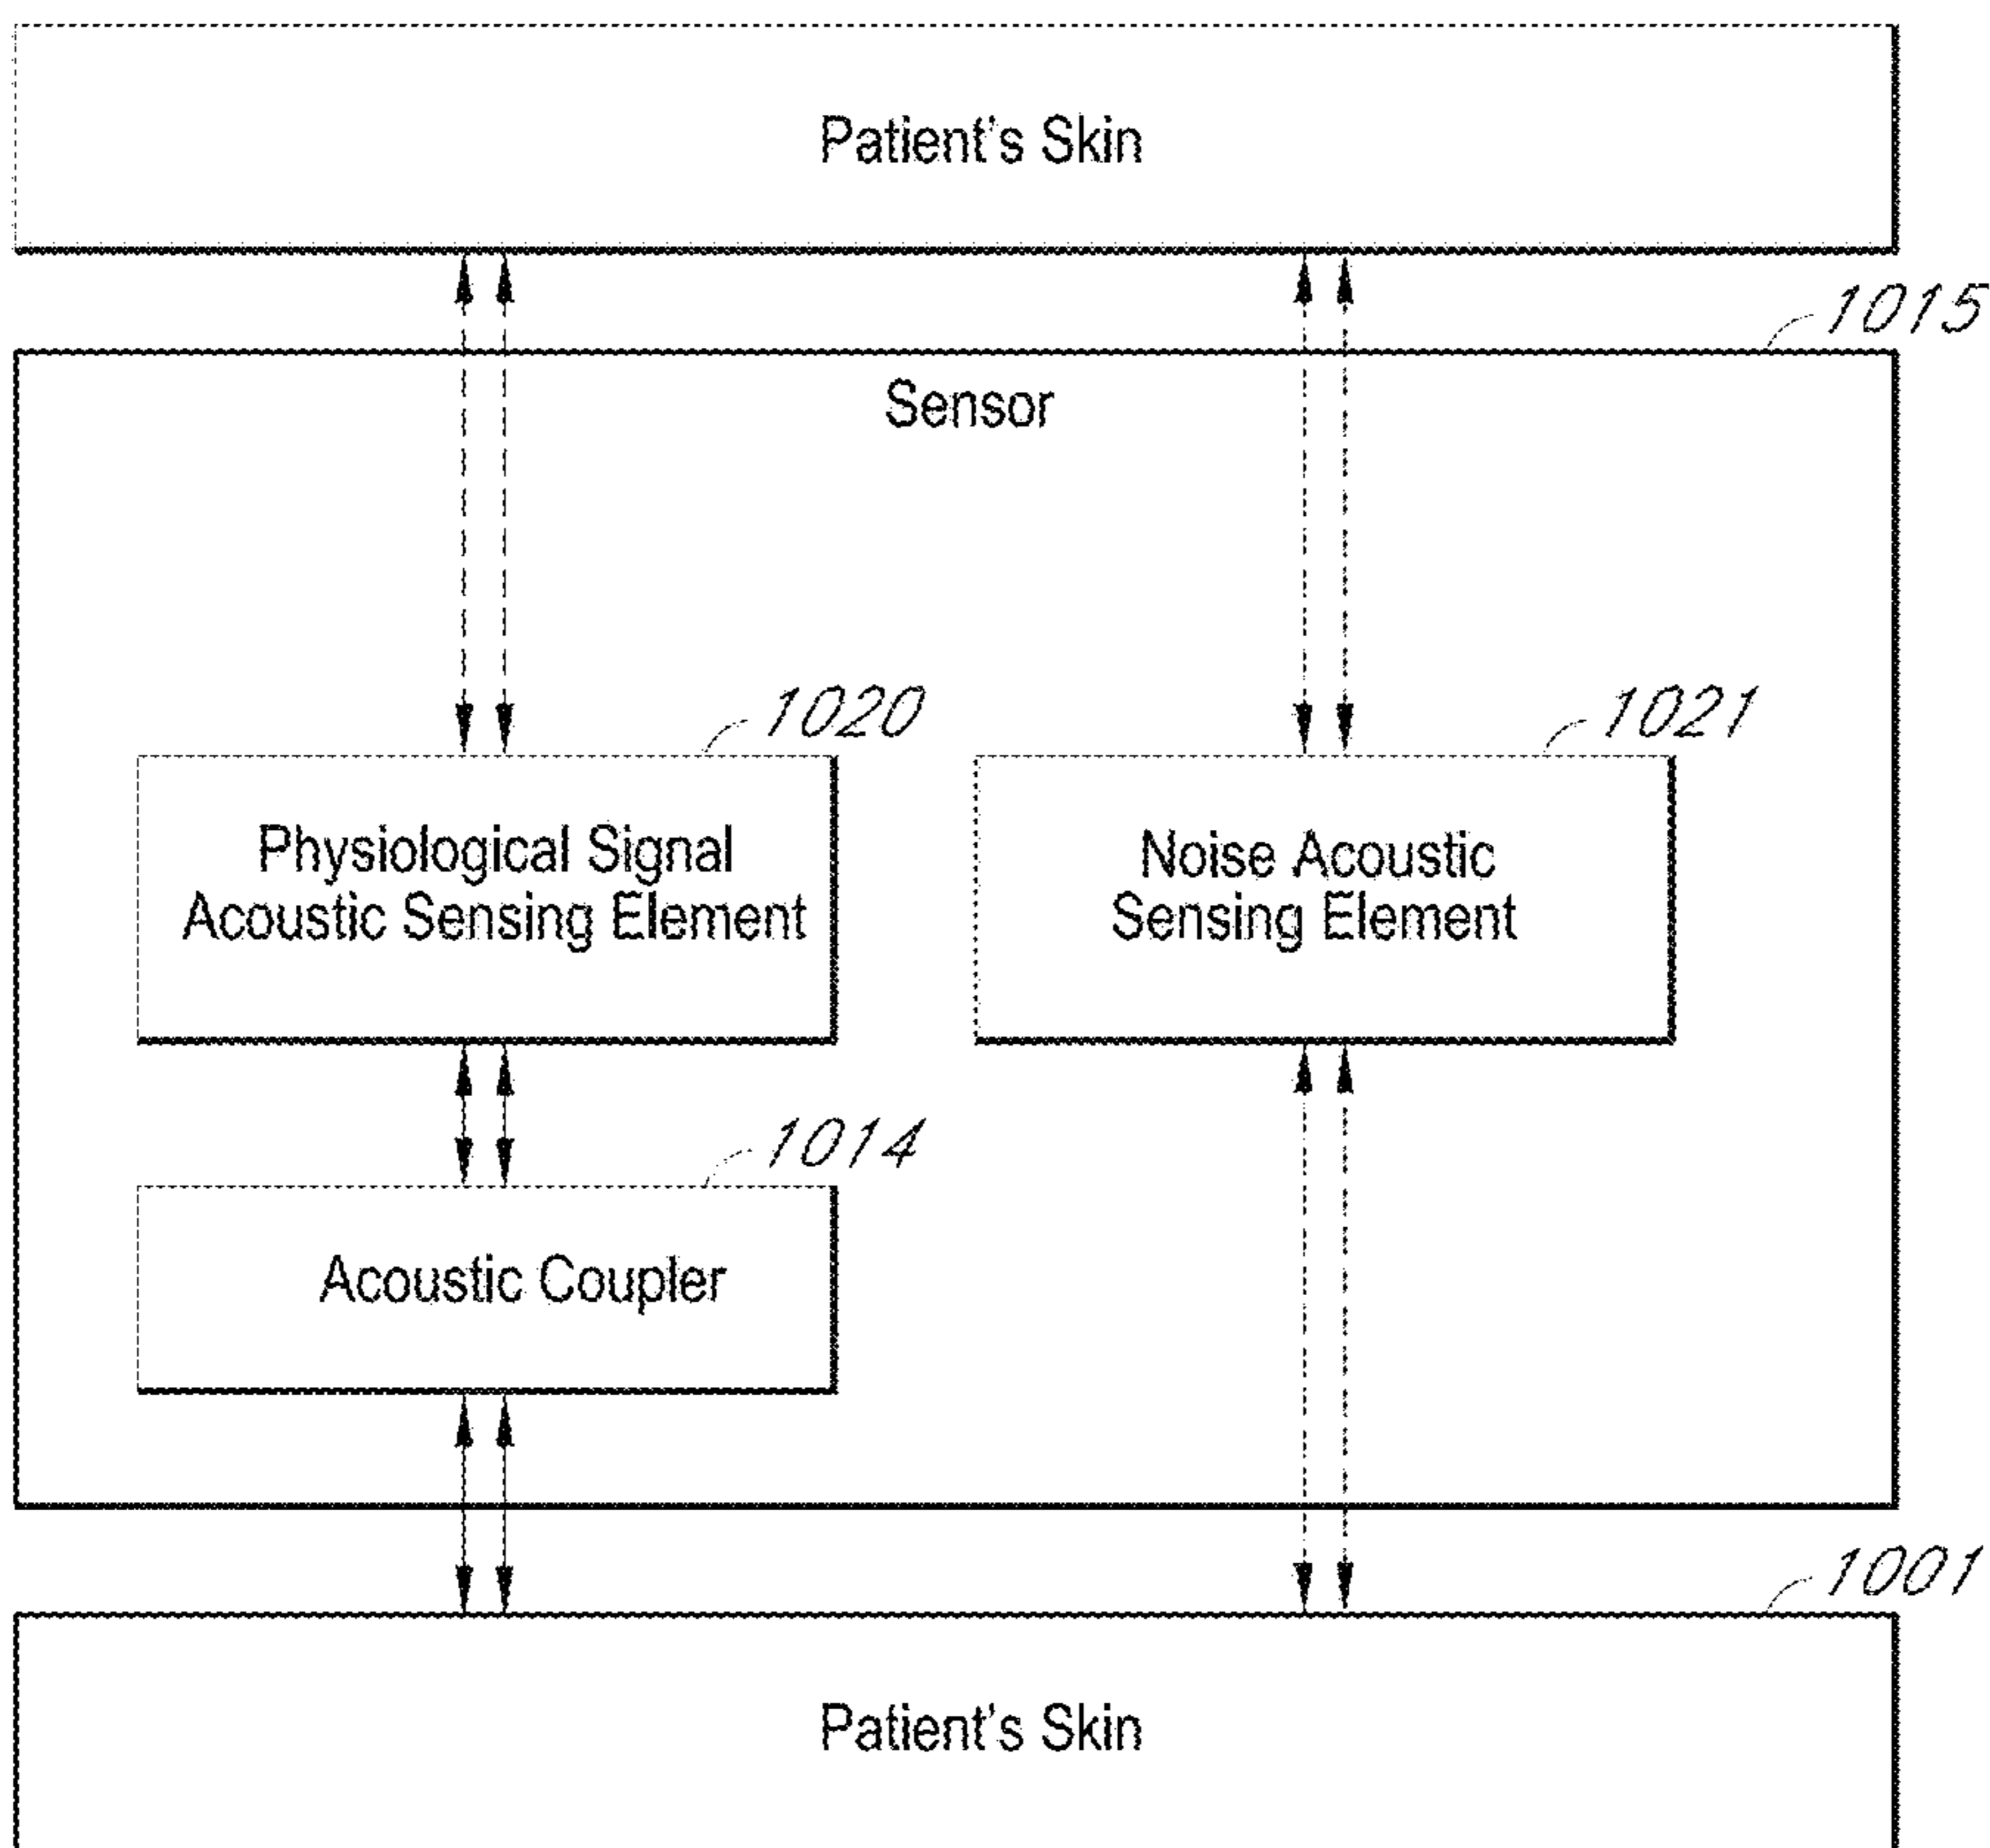 Patient's Skin
1015
Sensor
1020
1021
Physiological Signal
Acoustic Sensing Element
Noise Acoustic
Sensing Element
1014
Acoustic Coupler
1001
Patient's Skin